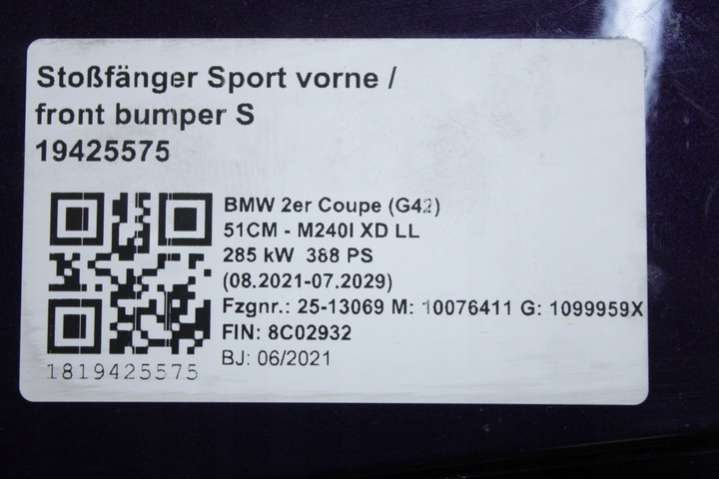 Stoßfänger Sport vorne /
front bumper S
19425575
BMW 2er Coupe (G42)
51CM - M240I XD LL
285 kW 388 PS
(08.2021-07.2029)
Fzgnr.: 25-13069 M: 10076411 G: 1099959X
FIN: 8C02932
BJ: 06/2021
1819425575